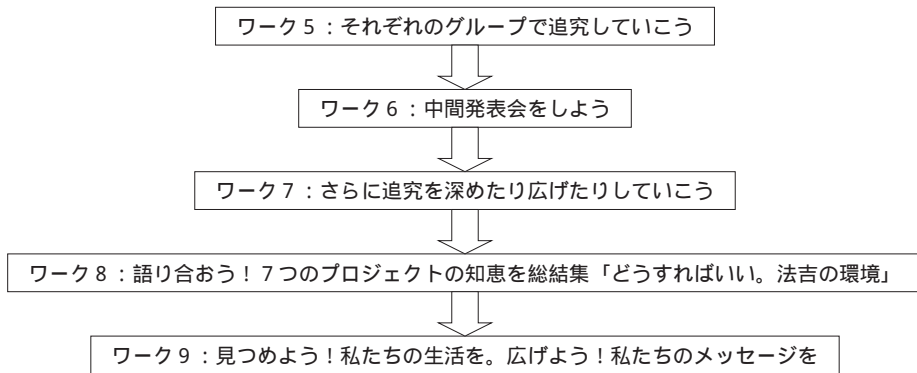 ワーク５：それぞれのグループで追究していこう
ワーク６：中間発表会をしよう
ワーク７：さらに追究を深めたり広げたりしていこう
ワーク８：語り合おう！７つのプロジェクトの知恵を総結集「どうすればいい。法吉の環境」
ワーク９：見つめよう！私たちの生活を。広げよう！私たちのメッセージを